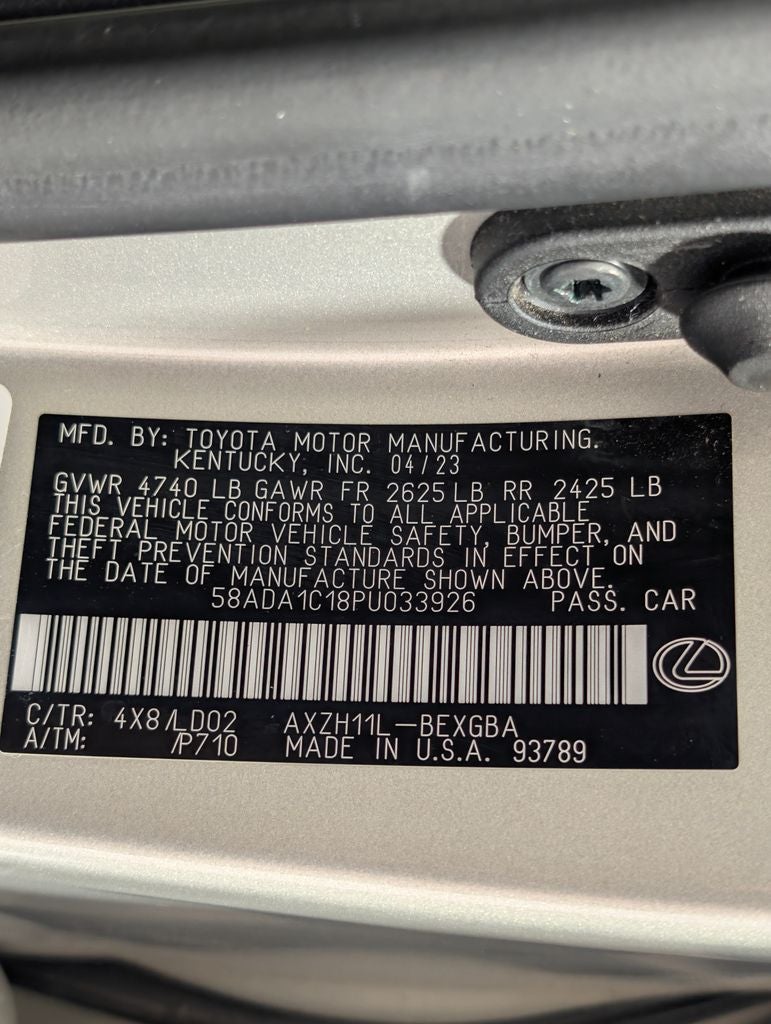 MFD. BY: TOYOTA MOTOR MANUFACTURING.
KENTUCKY, INC. 04/23
GVWR 4740 LB GAWR FR 2625 LB RR 2425 LB
THIS VEHICLE CONFORMS TO ALL APPLICABLE
FEDERAL MOTOR VEHICLE SAFETY, BUMPER, AND
THEFT PREVENTION STANDARDS IN EFFECT ON
THE DATE OF MANUFACTURE SHOWN ABOVE.
58ADA1C18PU033926 PASS. CAR
C/TR: 4X8/LD02 AXZH11L-BEXGBA
A/TM: /P710 MADE IN U.S.A. 93789